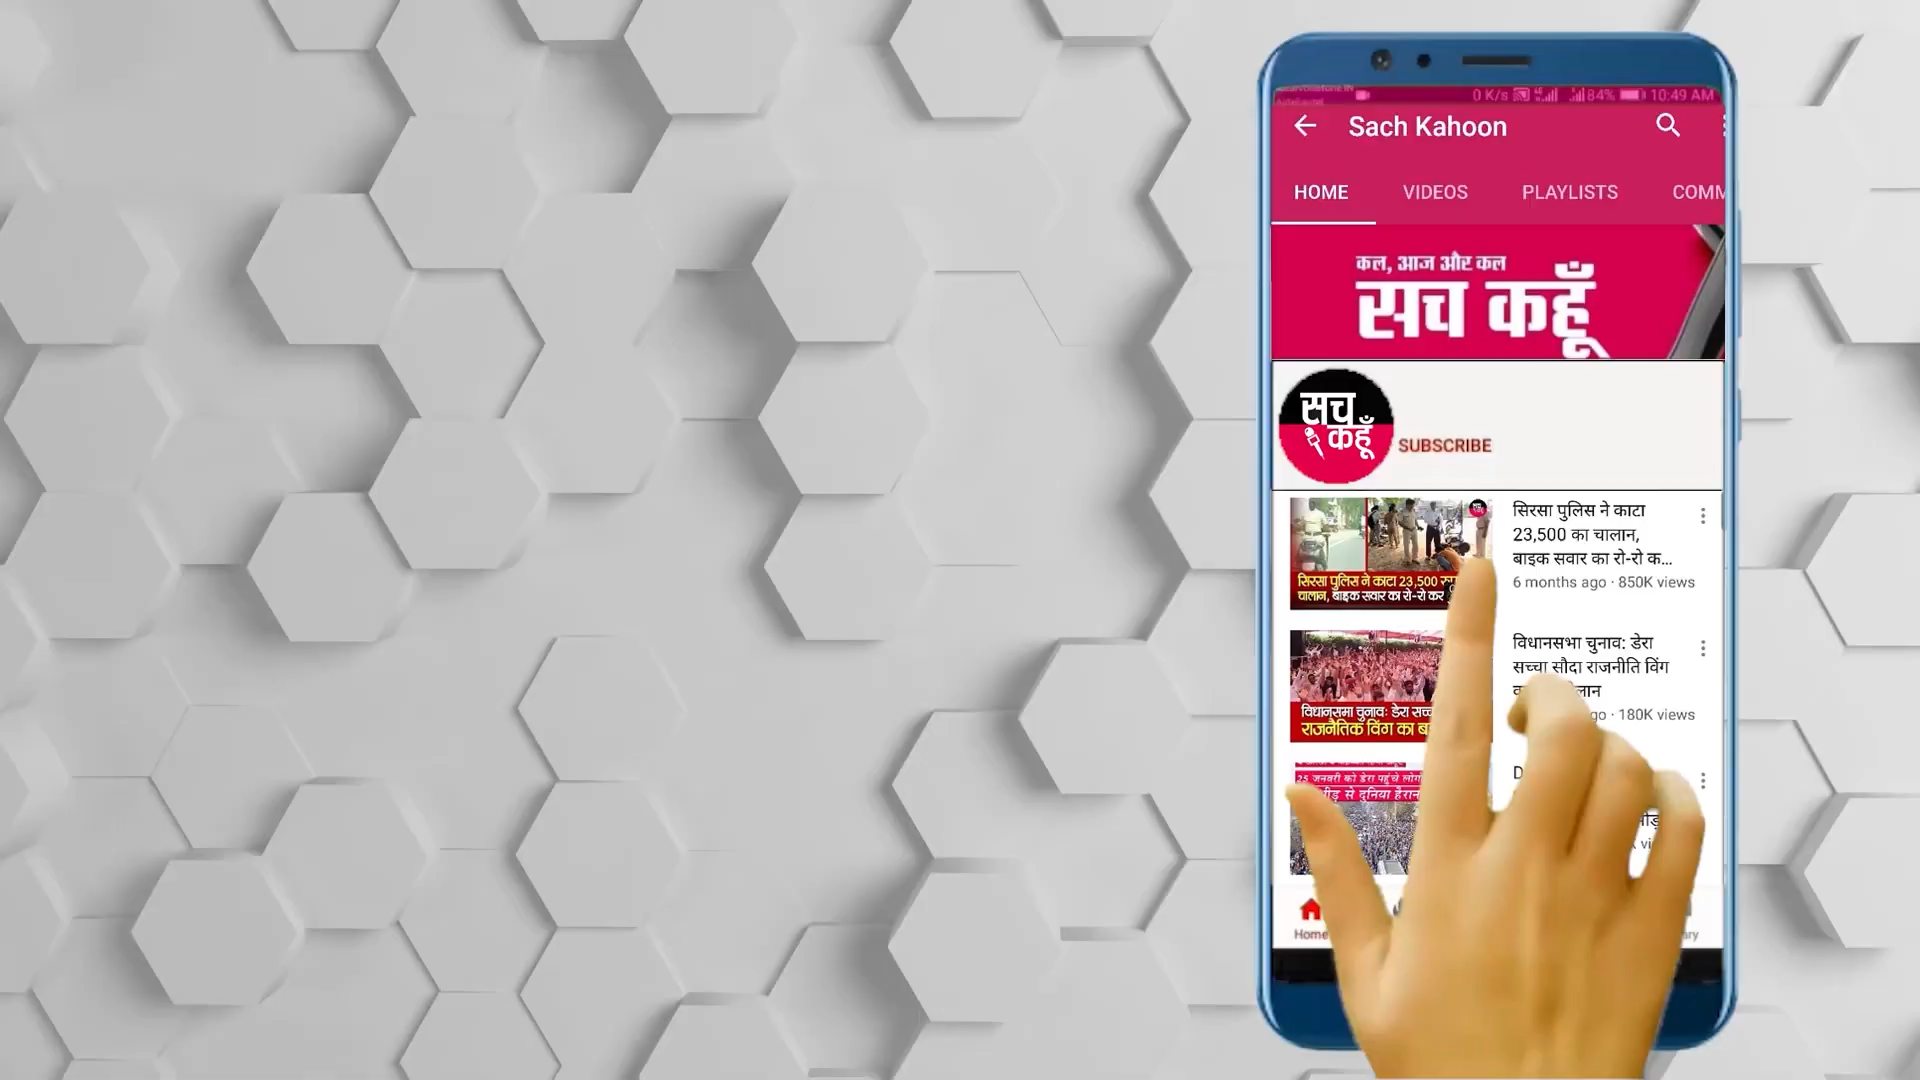 0 K/s 84% 10:49 AM
Sach Kahoon
HOME VIDEOS PLAYLISTS COMM
कल, आज और कल
सच कहूँ
सच
कहूँ
SUBSCRIBE
सिरसा पुलिस ने काटा 23,500
चालान, बाइक सवार का रो-रो कर
सिरसा पुलिस ने काटा
23,500 का चालान,
बाइक सवार का रो-रो क...
6 months ago · 850K views
विधानसभा चुनाव: डेरा
राजनैतिक विंग का
विधानसभा चुनाव: डेरा
सच्चा सौदा राजनीति विंग
180K views
25 जनवरी को डेरा पहुंचे लोगों
से दुनिया हैरान
Home